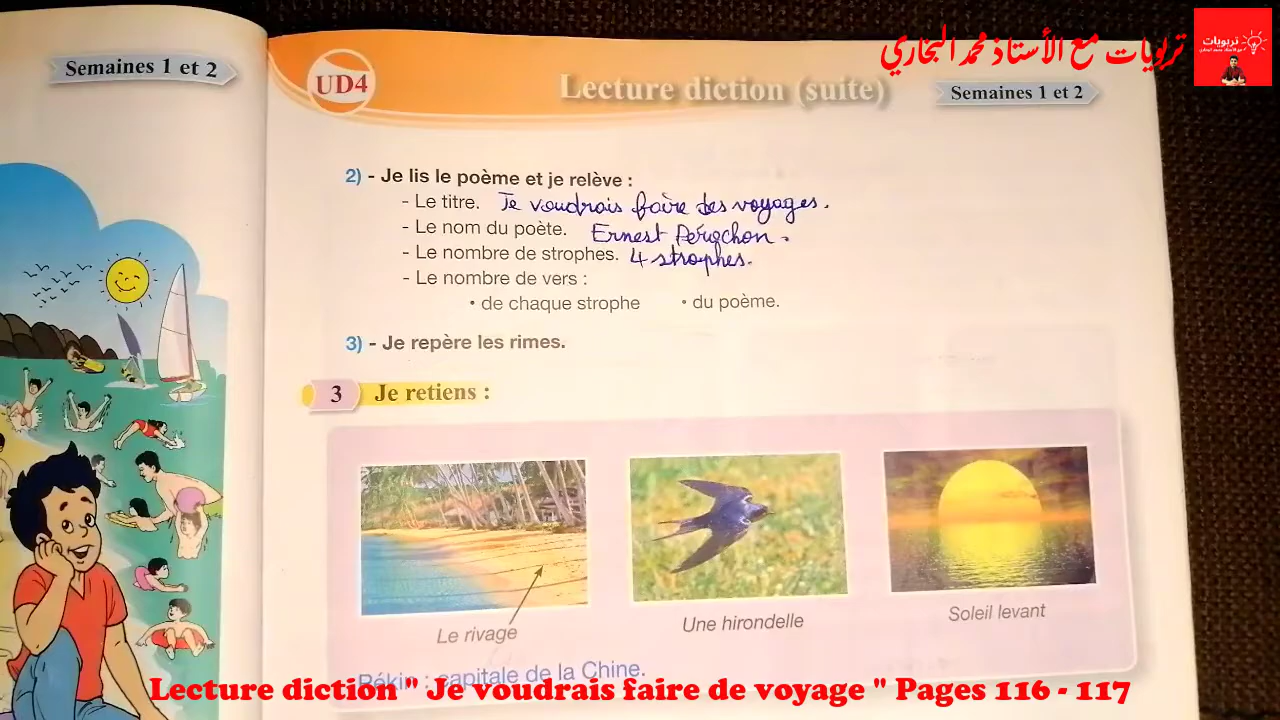 تربويات مع الأستاذ محمد البخاري
تربويات
Semaines 1 et 2
UD4
Lecture diction (suite)
Semaines 1 et 2
2) - Je lis le poème et je relève :
- Le titre. Je voudrais faire des voyages.
- Le nom du poète. Ernest Pérochon.
- Le nombre de strophes. 4 strophes.
- Le nombre de vers :
• de chaque strophe • du poème.
3) - Je repère les rimes.
3 Je retiens :
Le rivage
Une hirondelle
Soleil levant
Pékin : capitale de la Chine.
Lecture diction " Je voudrais faire de voyage " Pages 116 - 117